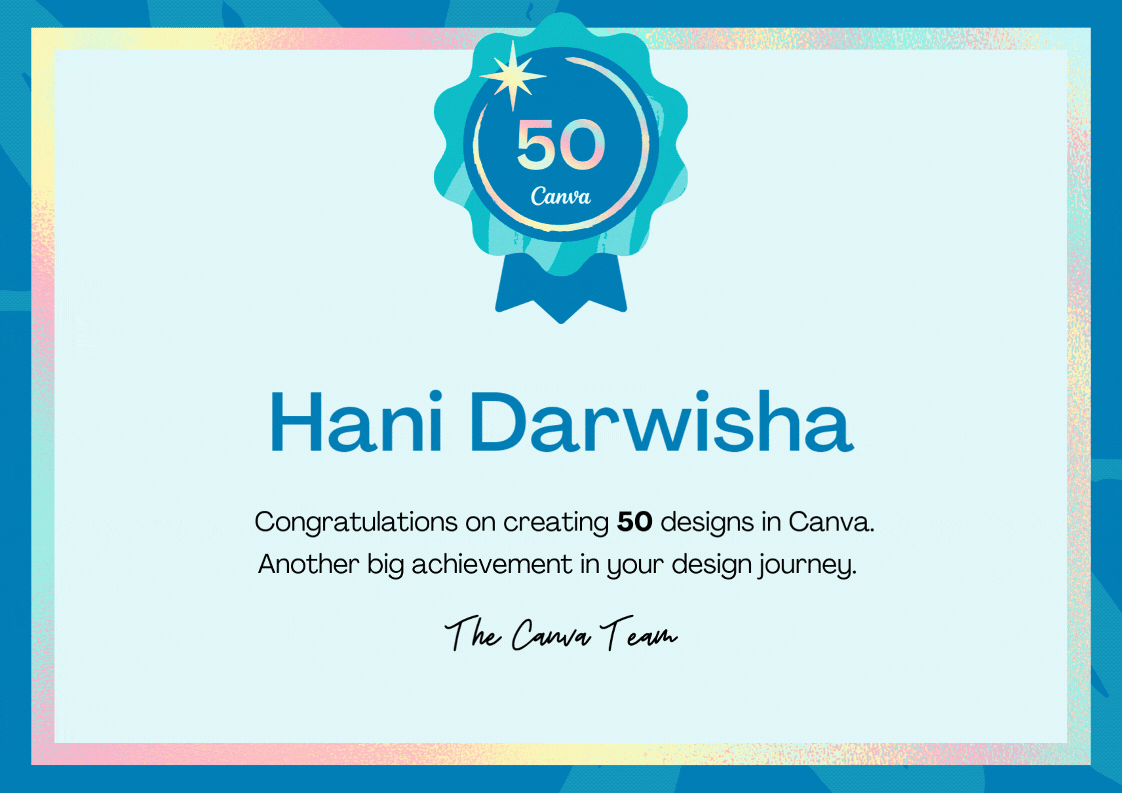 50
Canva
Hani Darwisha
Congratulations on creating 50 designs in Canva.
Another big achievement in your design journey.
The Canva Team